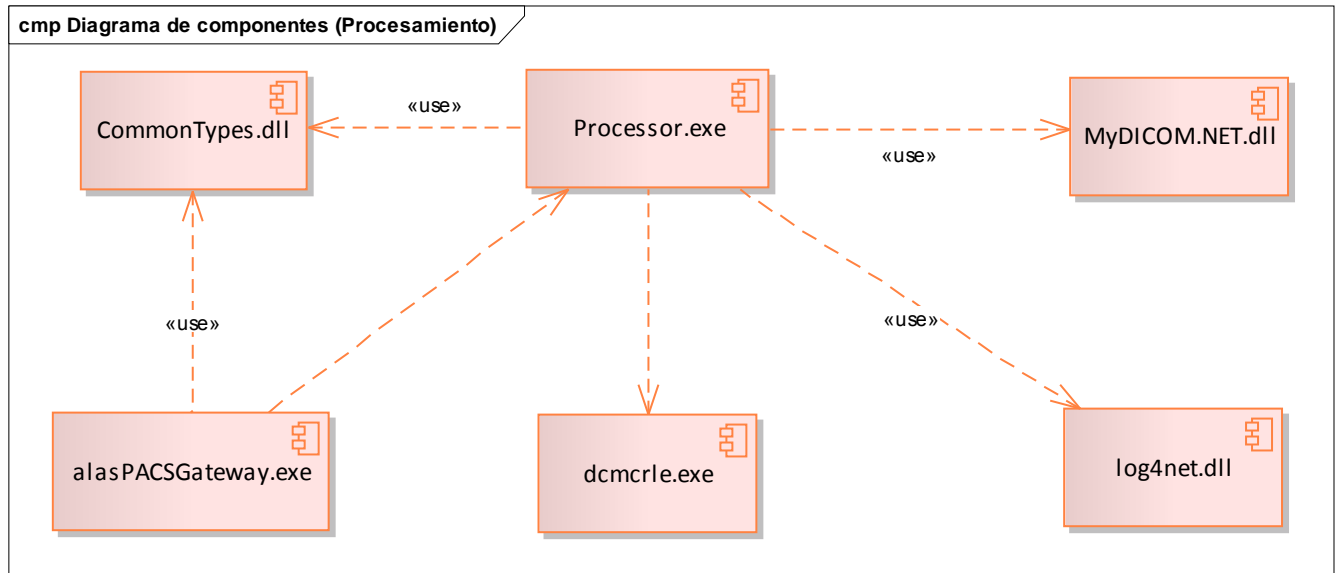 cmp Diagrama de componentes (Procesamiento)
CommonTypes.dll
«use»
Processor.exe
«use»
MyDICOM.NET.dll
«use»
«use»
alasPACSGateway.exe
dcmcrle.exe
log4net.dll